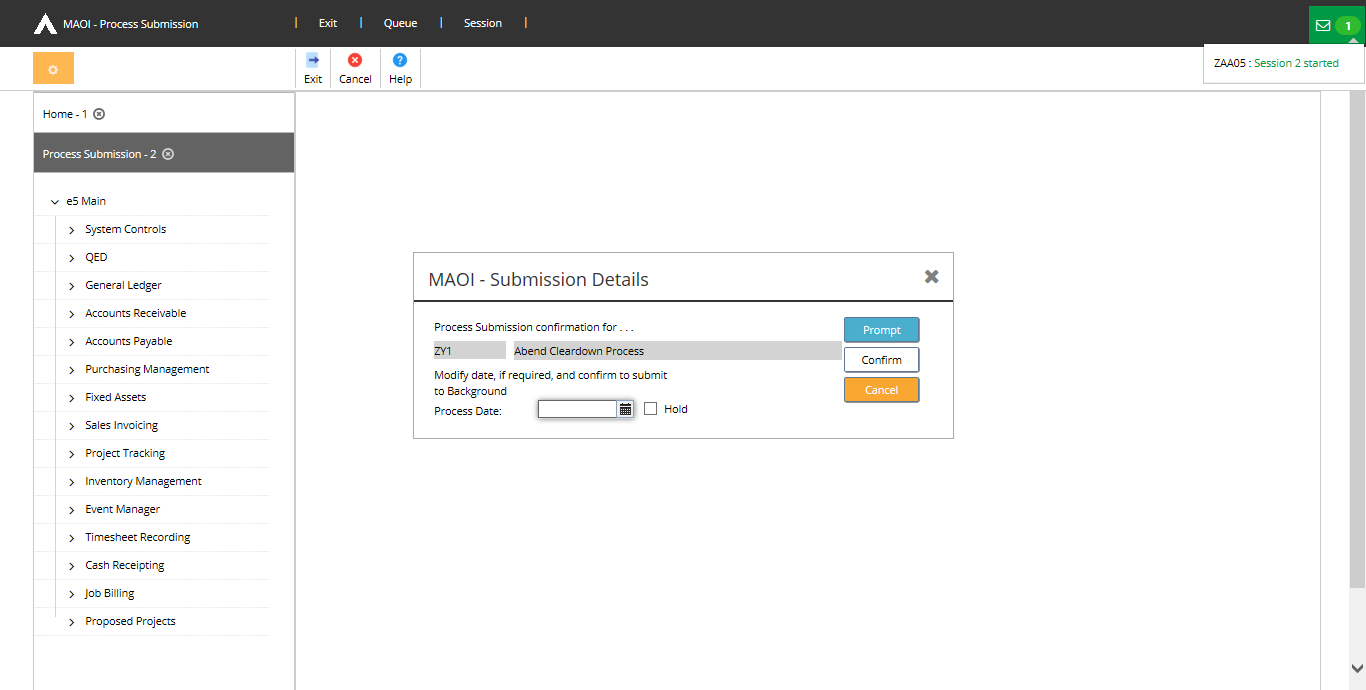 MAOI - Process Submission
Exit
Queue
Session
1
ZAA05 : Session 2 started
Exit
Cancel
Help
Home - 1
Process Submission - 2
e5 Main
System Controls
QED
General Ledger
Accounts Receivable
Accounts Payable
Purchasing Management
Fixed Assets
Sales Invoicing
Project Tracking
Inventory Management
Event Manager
Timesheet Recording
Cash Receipting
Job Billing
Proposed Projects
MAOI - Submission Details
Process Submission confirmation for . . .
ZY1 Abend Cleardown Process
Modify date, if required, and confirm to submit
to Background
Process Date:
Hold
Prompt
Confirm
Cancel